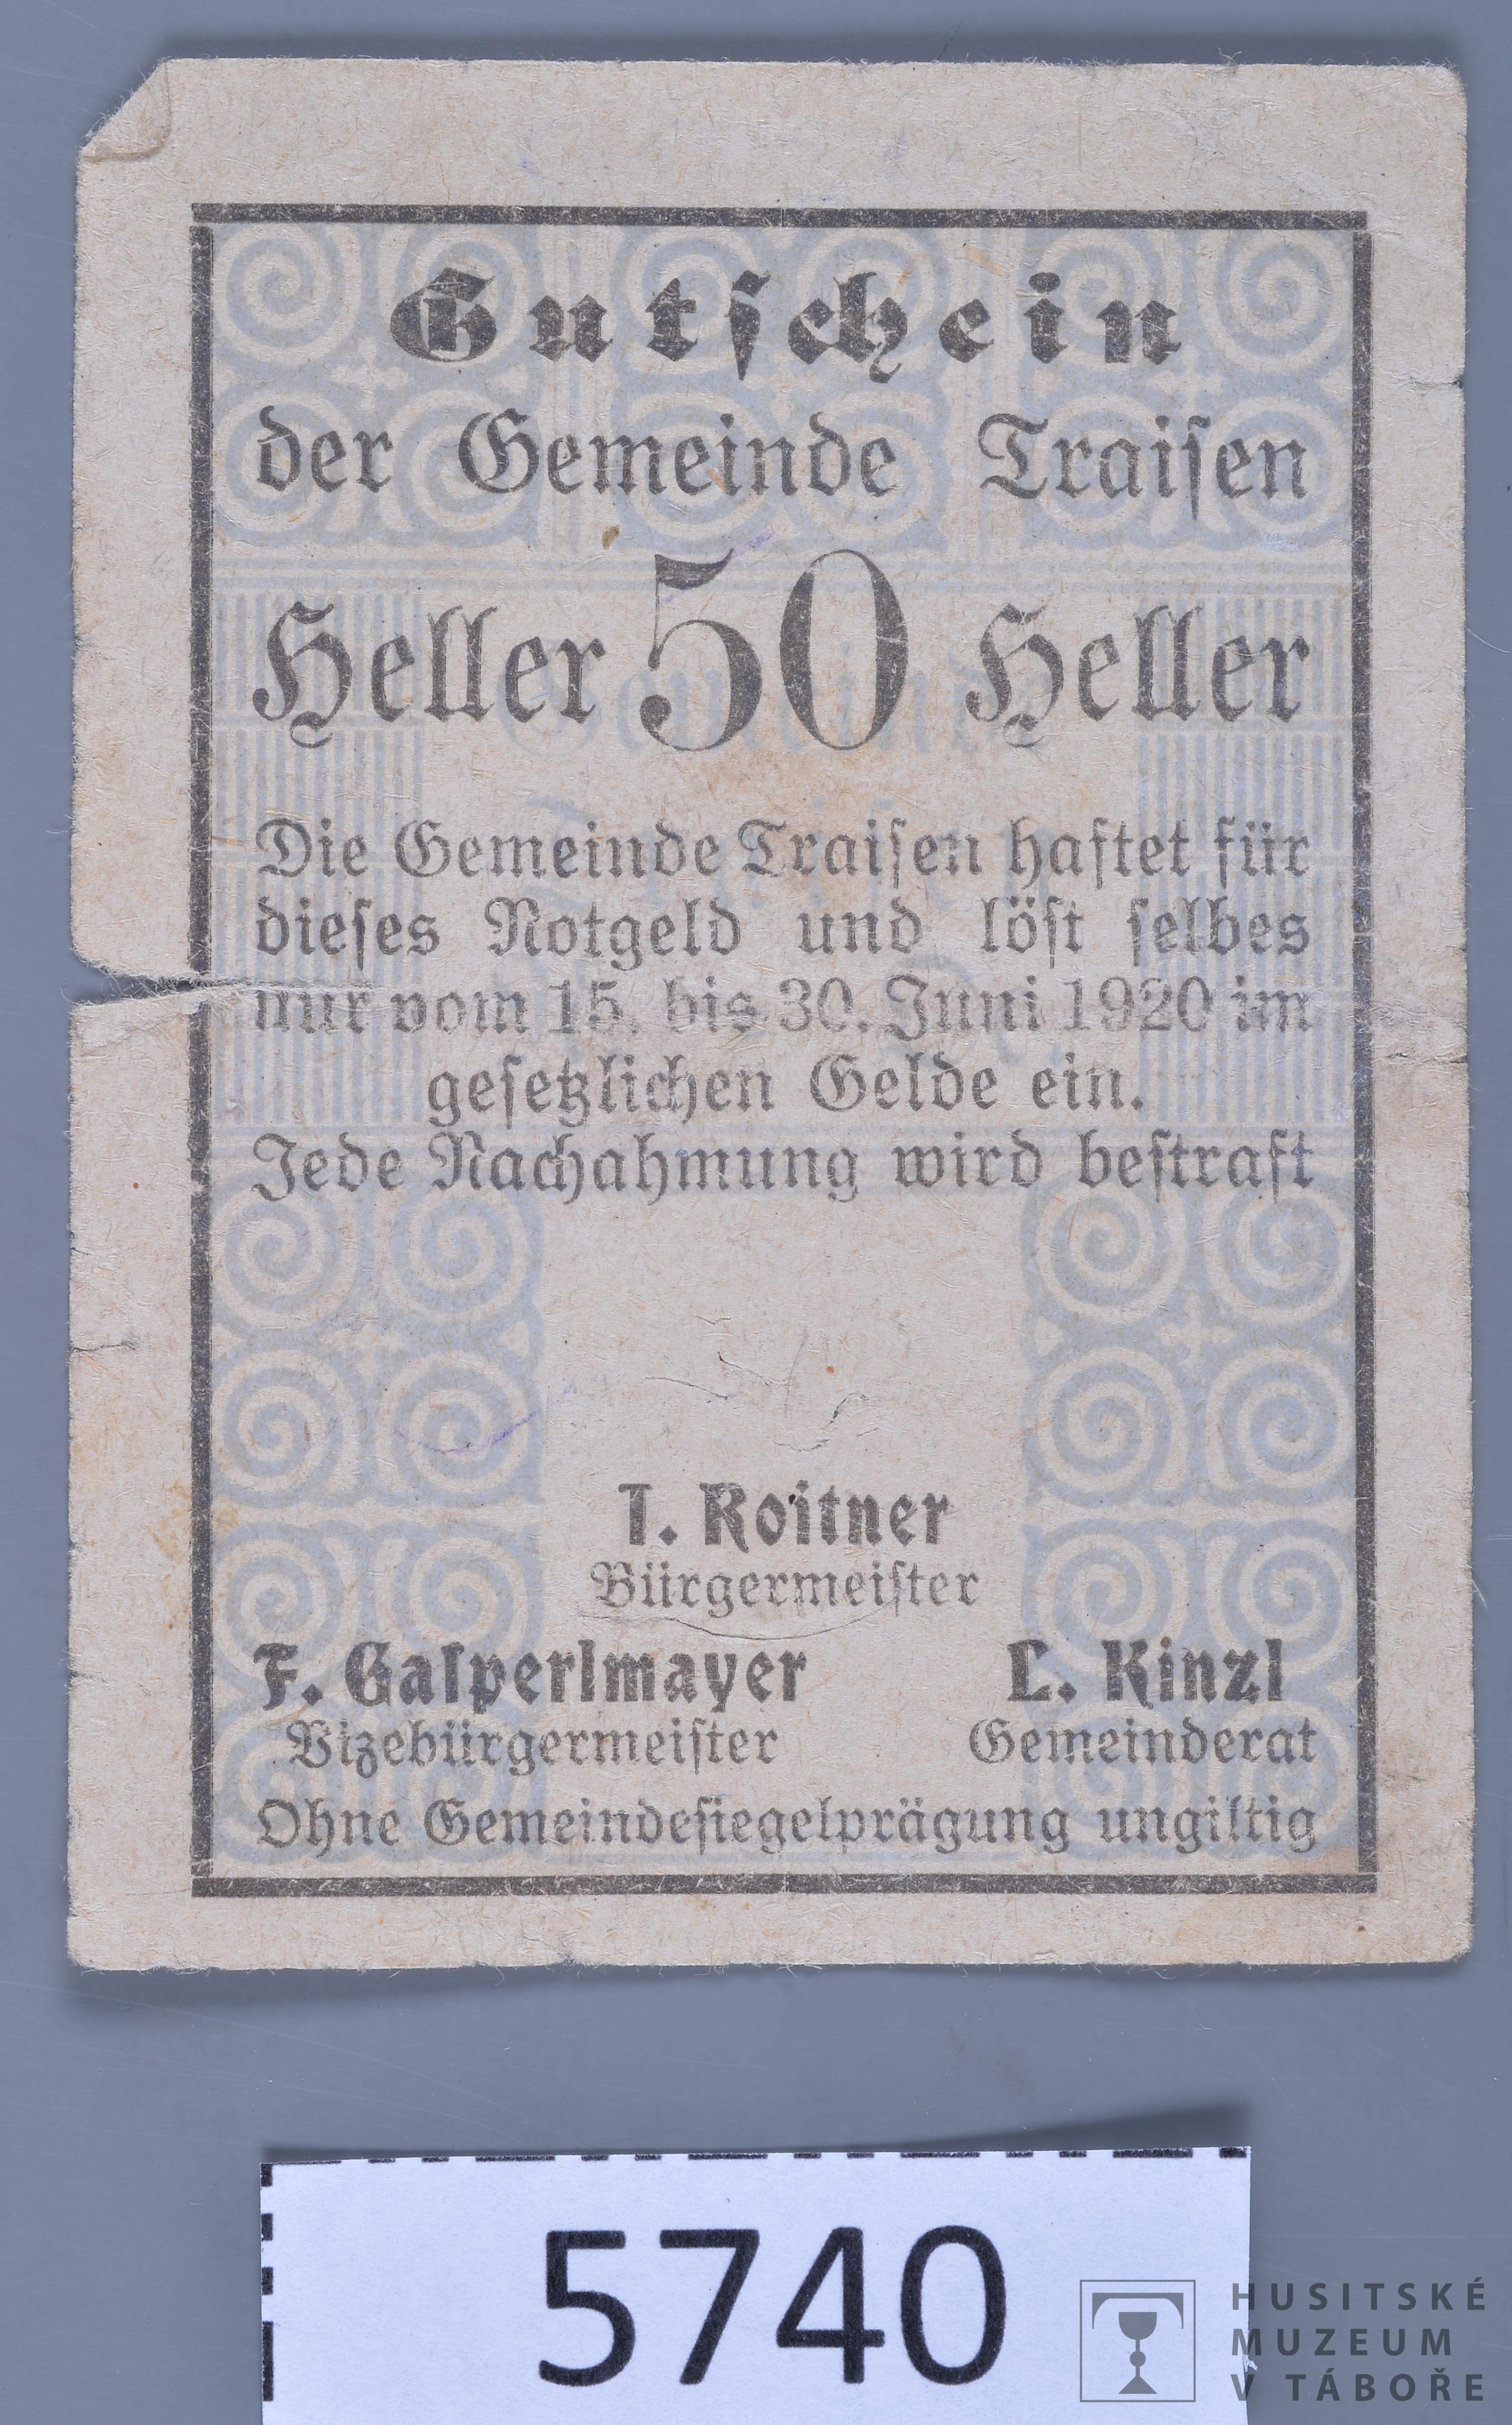 Gutschein
der Gemeinde Traisen
Heller 50 Heller
Die Gemeinde Traisen haftet für
dieses Notgeld und löst selbes
nur vom 15. bis 30. Juni 1920 im
gesetzlichen Gelde ein.
Jede Nachahmung wird bestraft
T. Roitner
Bürgermeister
F. Gasperlmayer L. Kinzl
Vizebürgermeister Gemeinderat
Ohne Gemeindesiegelprägung ungiltig
5740
HUSITSKÉ
MUZEUM
V TÁBOŘE